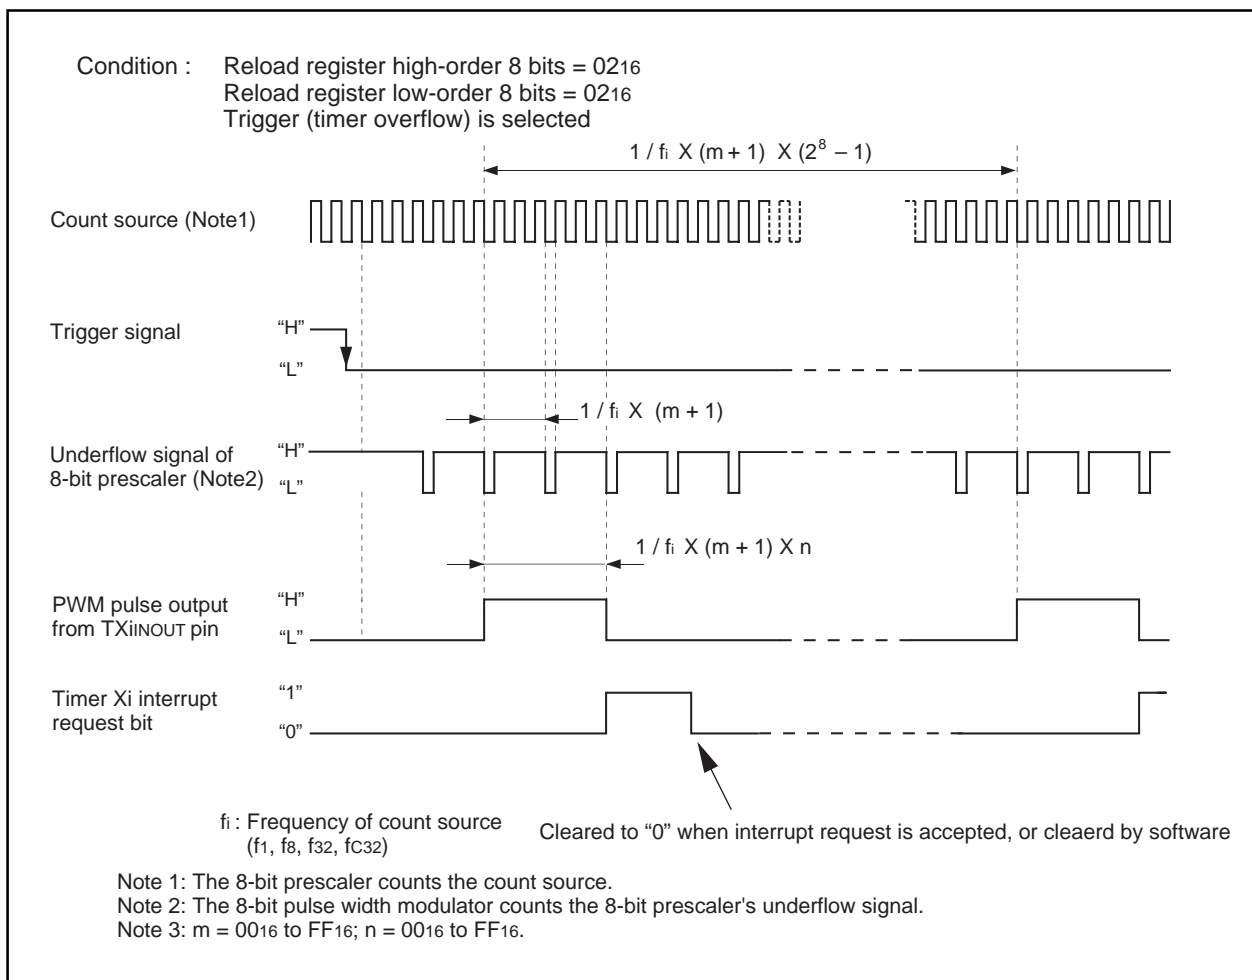 Condition : Reload register high-order 8 bits = 0216
Reload register low-order 8 bits = 0216
Trigger (timer overflow) is selected
1 / fi X (m + 1) X (2^8 – 1)
Count source (Note1)
Trigger signal
“H”
“L”
1 / fi X (m + 1)
Underflow signal of
8-bit prescaler (Note2)
“H”
“L”
1 / fi X (m + 1) X n
PWM pulse output
from TXiINOUT pin
“H”
“L”
Timer Xi interrupt
request bit
“1”
“0”
fi : Frequency of count source
(f1, f8, f32, fC32)
Cleared to “0” when interrupt request is accepted, or cleaerd by software
Note 1: The 8-bit prescaler counts the count source.
Note 2: The 8-bit pulse width modulator counts the 8-bit prescaler's underflow signal.
Note 3: m = 0016 to FF16; n = 0016 to FF16.